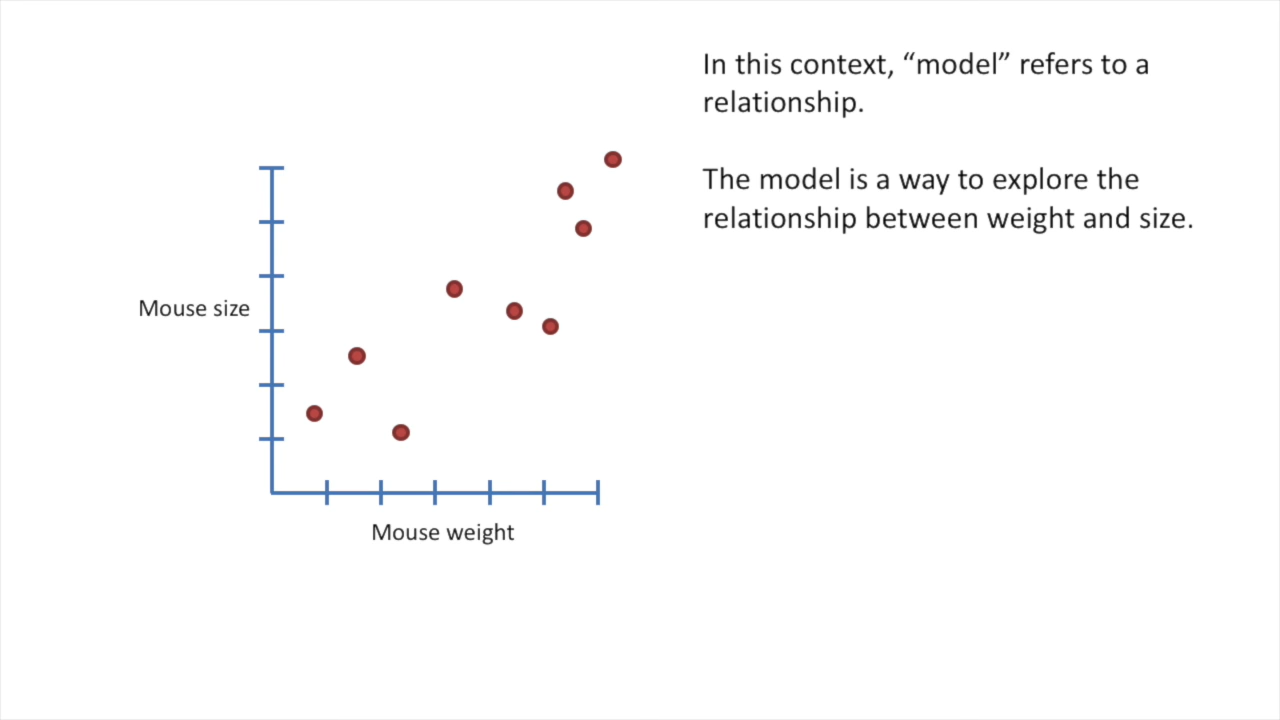 In this context, “model” refers to a
relationship.
The model is a way to explore the
relationship between weight and size.
Mouse size
Mouse weight